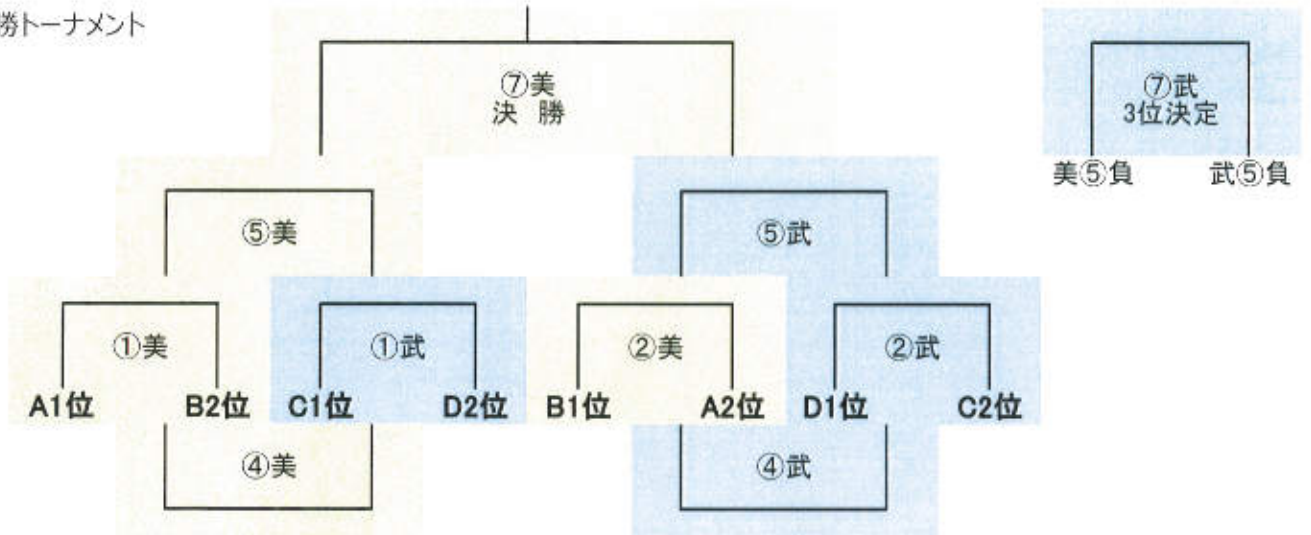 勝トーナメント
⑦美
決 勝
⑦武
3位決定
美⑤負 武⑤負
⑤美 ⑤武
①美 ①武 ②美 ②武
A1位 B2位 C1位 D2位 B1位 A2位 D1位 C2位
④美 ④武